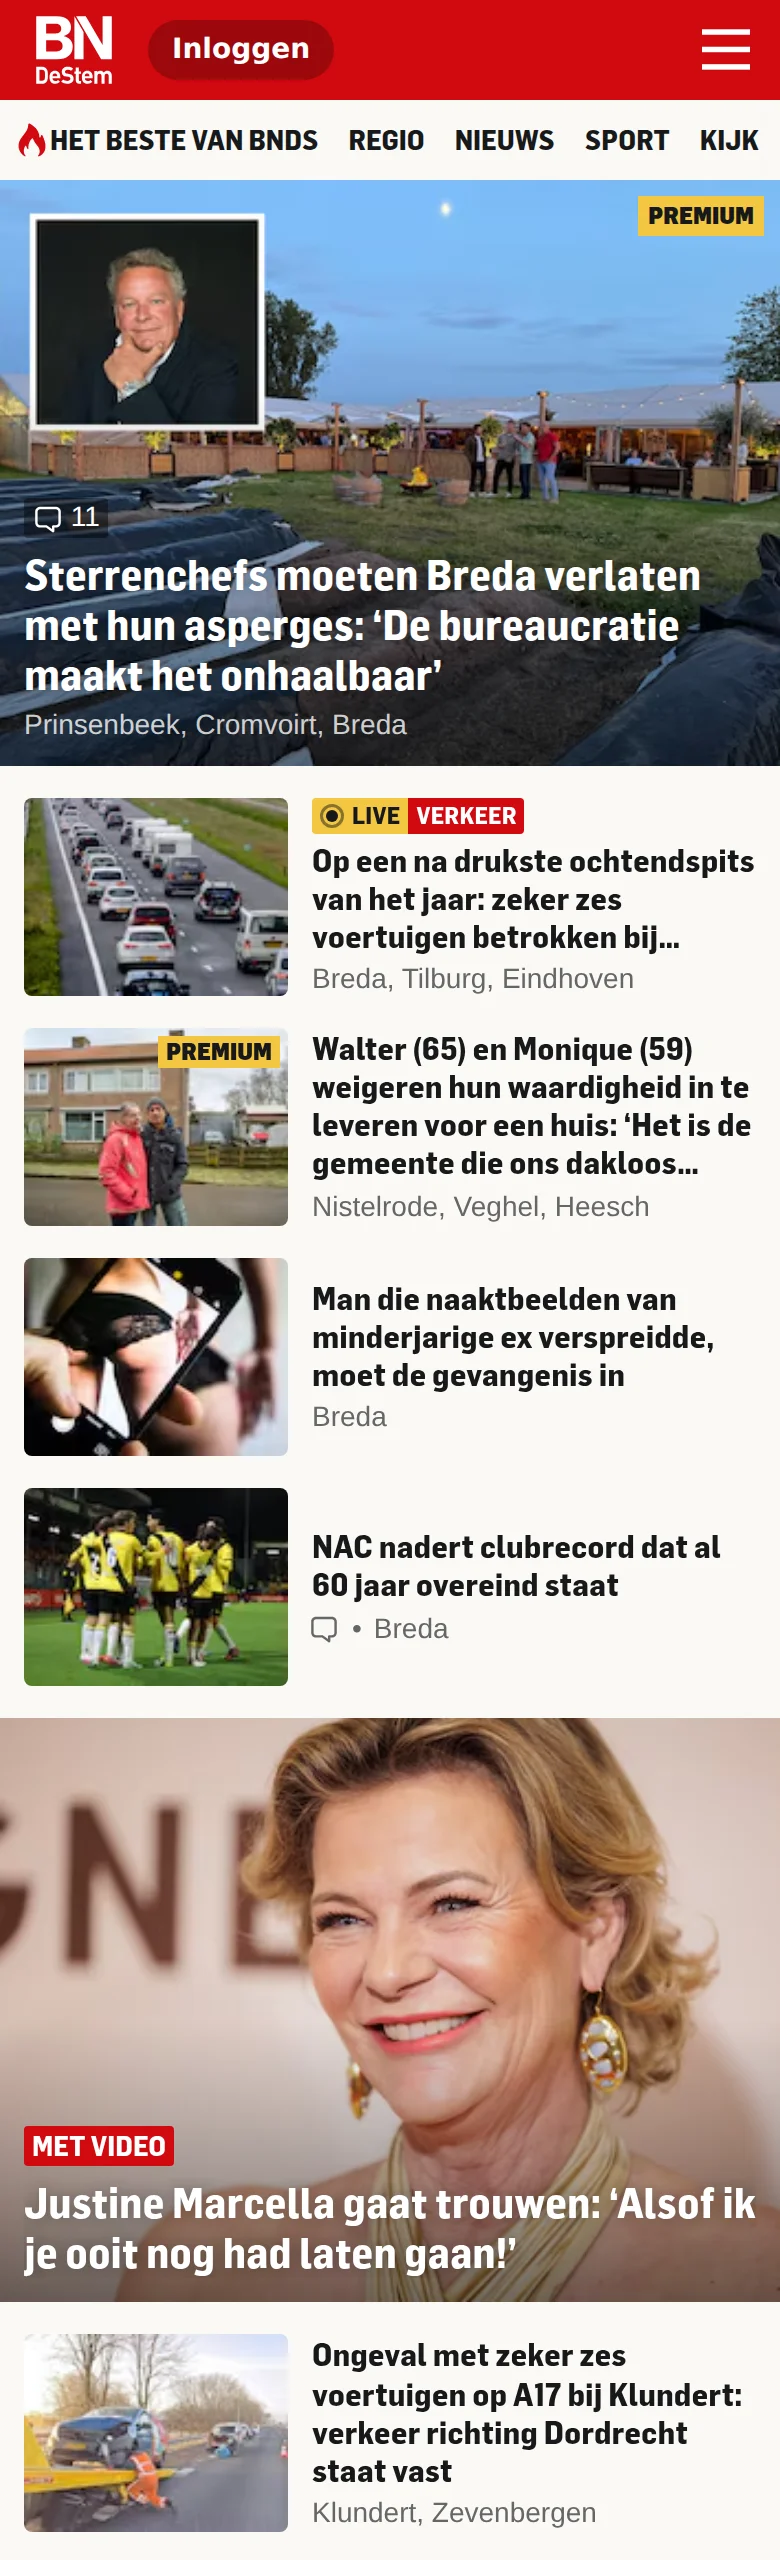 BN
DeStem
Inloggen
HET BESTE VAN BNDS REGIO NIEUWS SPORT KIJK
PREMIUM
11
Sterrenchefs moeten Breda verlaten
met hun asperges: ‘De bureaucratie
maakt het onhaalbaar’
Prinsenbeek, Cromvoirt, Breda
LIVE VERKEER
Op een na drukste ochtendspits
van het jaar: zeker zes
voertuigen betrokken bij...
Breda, Tilburg, Eindhoven
PREMIUM
Walter (65) en Monique (59)
weigeren hun waardigheid in te
leveren voor een huis: ‘Het is de
gemeente die ons dakloos...
Nistelrode, Veghel, Heesch
Man die naaktbeelden van
minderjarige ex verspreidde,
moet de gevangenis in
Breda
NAC nadert clubrecord dat al
60 jaar overeind staat
• Breda
GNE
MET VIDEO
Justine Marcella gaat trouwen: ‘Alsof ik
je ooit nog had laten gaan!’
Ongeval met zeker zes
voertuigen op A17 bij Klundert:
verkeer richting Dordrecht
staat vast
Klundert, Zevenbergen